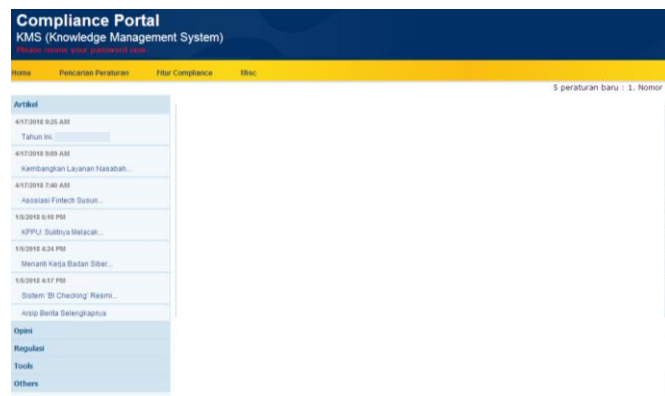 Compliance Portal
KMS (Knowledge Management System)
Please renew your password now.
Home Pencarian Peraturan Fitur Compliance Misc
5 peraturan baru : 1. Nomor
Artikel
4/17/2018 9:25 AM
Tahun Ini,
4/17/2018 9:09 AM
Kembangkan Layanan Nasabah...
4/17/2018 7:40 AM
Asosiasi Fintech Susun...
1/5/2018 5:10 PM
KPPU: Sulitnya Melacak...
1/5/2018 4:24 PM
Menanti Kerja Badan Siber...
1/5/2018 4:17 PM
Sistem 'BI Checking' Resmi...
Arsip Berita Selengkapnya
Opini
Regulasi
Tools
Others